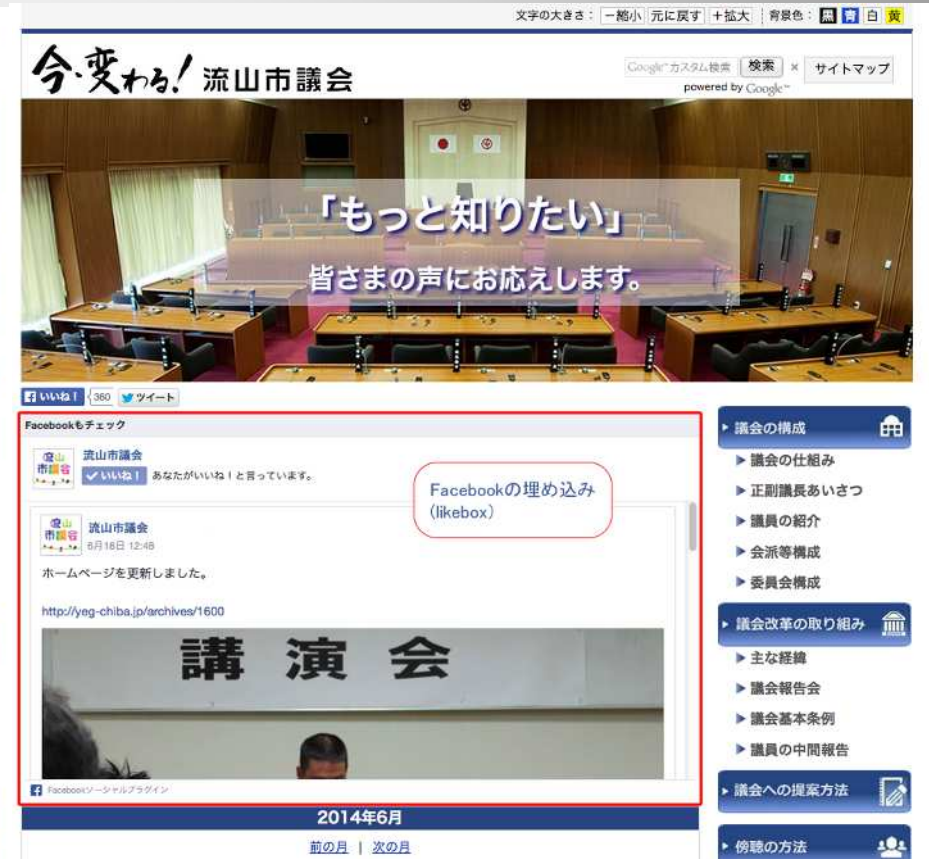 文字の大きさ： －縮小 元に戻す ＋拡大 背景色： 黒 青 白 黄
今・変わる！流山市議会
Google™カスタム検索 検索 × サイトマップ
powered by Google™
「もっと知りたい」
皆さまの声にお応えします。
いいね！ 360 ツイート
Facebookもチェック
流山市議会
いいね！ あなたがいいね！と言っています。
Facebookの埋め込み
(likebox)
流山市議会
6月18日 12:48
ホームページを更新しました。
http://yeg-chiba.jp/archives/1600
講演会
Facebookソーシャルプラグイン
2014年6月
前の月 | 次の月
議会の構成
議会の仕組み
正副議長あいさつ
議員の紹介
会派等構成
委員会構成
議会改革の取り組み
主な経緯
議会報告会
議会基本条例
議員の中間報告
議会への提案方法
傍聴の方法